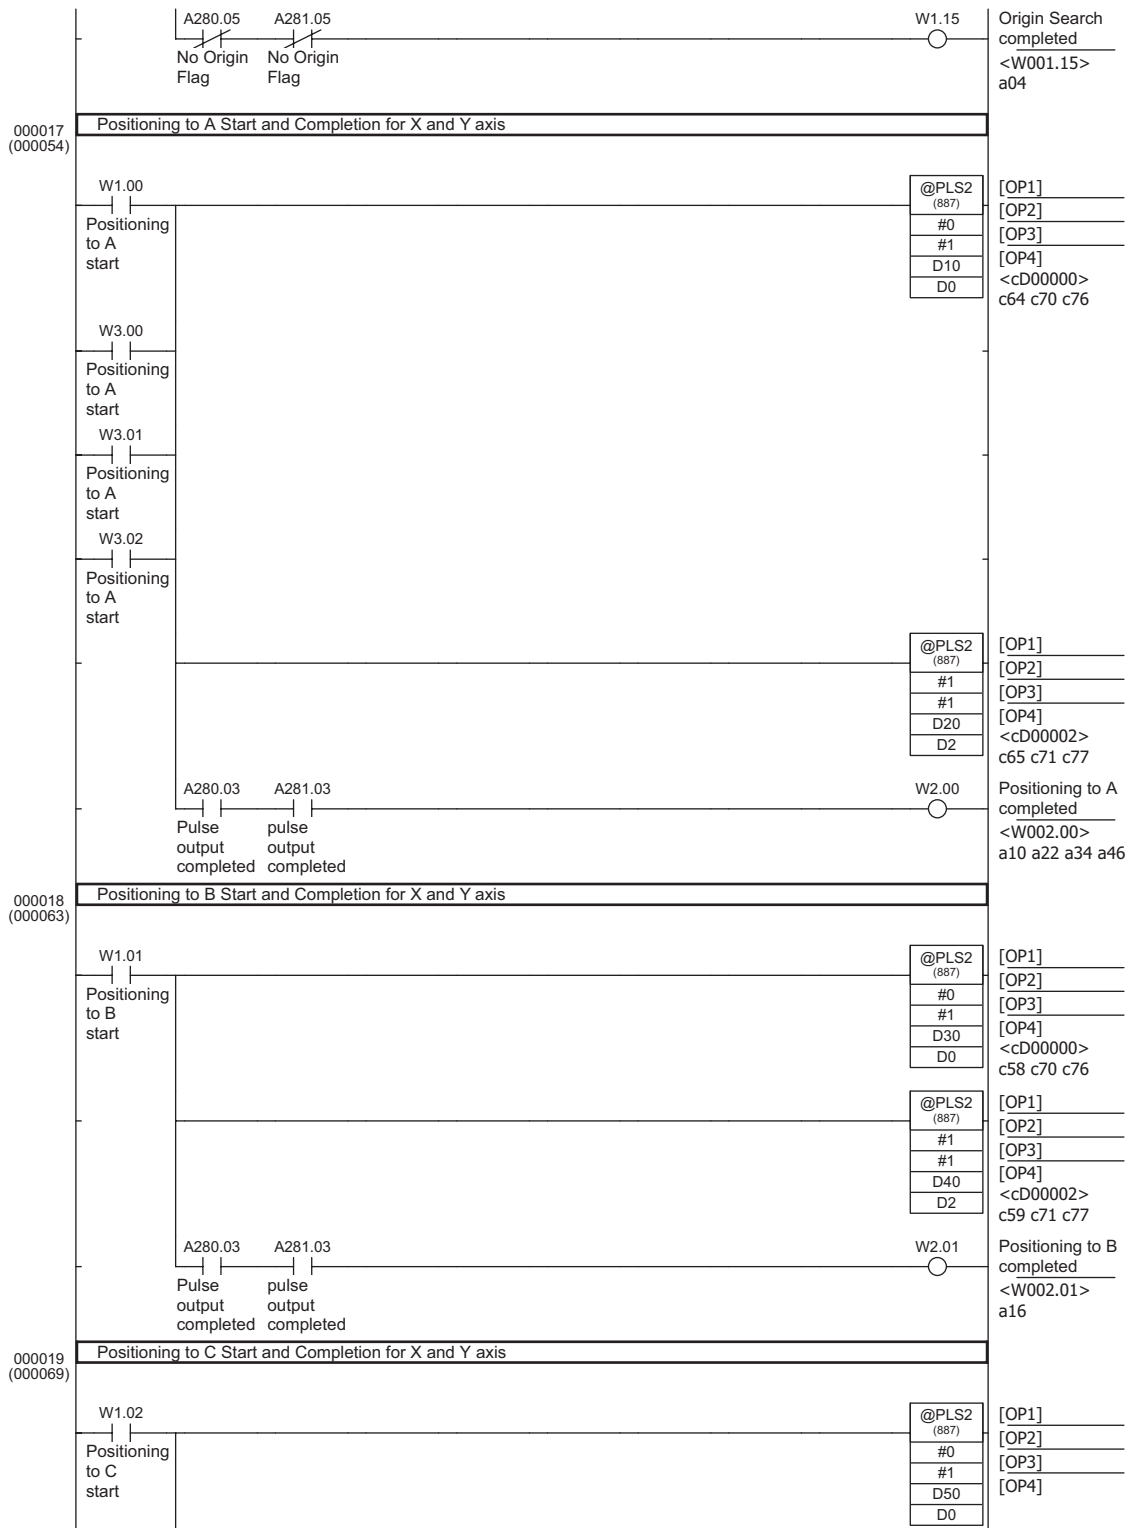 A280.05 A281.05 W1.15 Origin Search
completed
No Origin No Origin <W001.15>
Flag Flag a04
000017 Positioning to A Start and Completion for X and Y axis
(000054)
W1.00 @PLS2 [OP1]
(887) [OP2]
Positioning #0 [OP3]
to A #1 [OP4]
start D10 <cD00000>
D0 c64 c70 c76
W3.00
Positioning
to A
start
W3.01
Positioning
to A
start
W3.02
Positioning
to A
start
@PLS2 [OP1]
(887) [OP2]
#1 [OP3]
#1 [OP4]
D20 <cD00002>
D2 c65 c71 c77
A280.03 A281.03 W2.00 Positioning to A
completed
Pulse pulse <W002.00>
output output a10 a22 a34 a46
completed completed
000018 Positioning to B Start and Completion for X and Y axis
(000063)
W1.01 @PLS2 [OP1]
(887) [OP2]
Positioning #0 [OP3]
to B #1 [OP4]
start D30 <cD00000>
D0 c58 c70 c76
@PLS2 [OP1]
(887) [OP2]
#1 [OP3]
#1 [OP4]
D40 <cD00002>
D2 c59 c71 c77
A280.03 A281.03 W2.01 Positioning to B
completed
Pulse pulse <W002.01>
output output a16
completed completed
000019 Positioning to C Start and Completion for X and Y axis
(000069)
W1.02 @PLS2 [OP1]
(887) [OP2]
Positioning #0 [OP3]
to C #1 [OP4]
start D50
D0